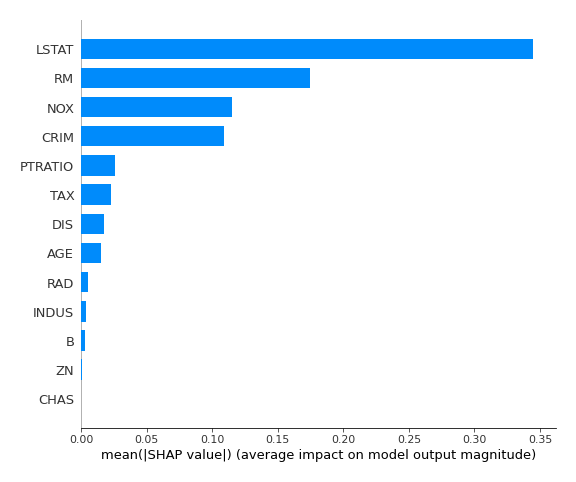 LSTAT
RM
NOX
CRIM
PTRATIO
TAX
DIS
AGE
RAD
INDUS
B
ZN
CHAS
0.00 0.05 0.10 0.15 0.20 0.25 0.30 0.35
mean(|SHAP value|) (average impact on model output magnitude)